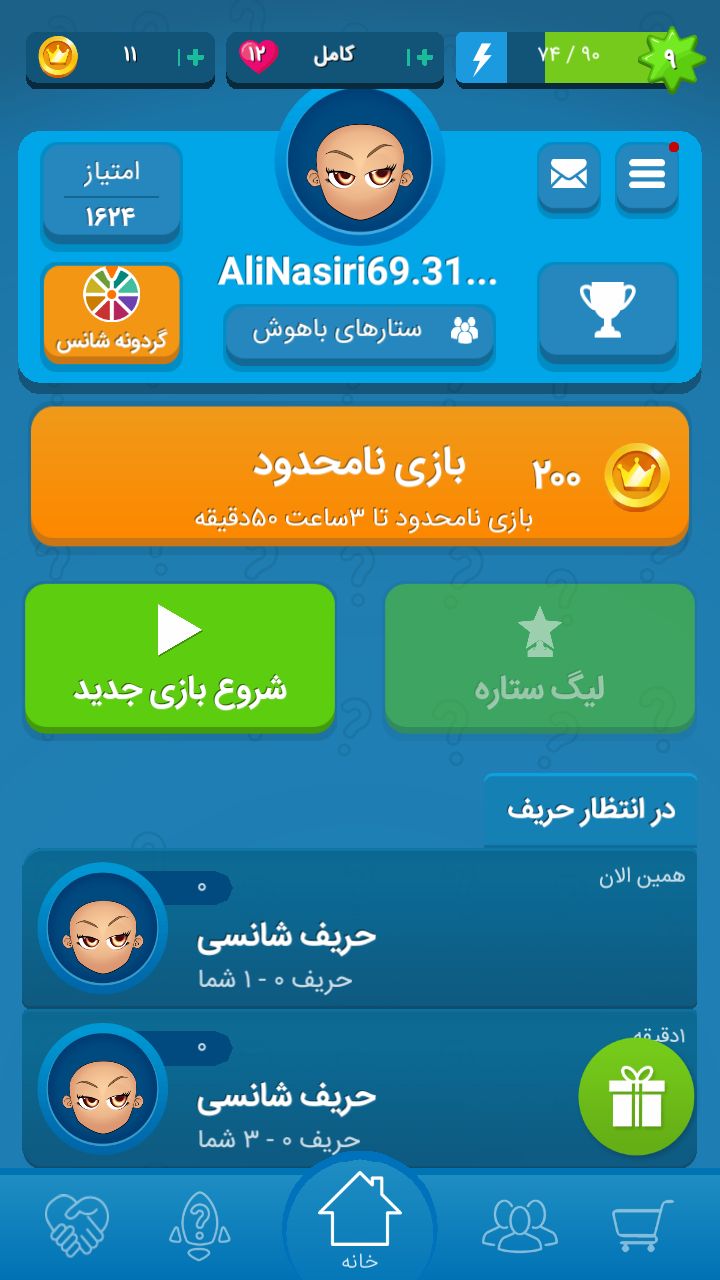 ۱۱
۱۲ کامل
۷۴ / ۹۰
۹
امتیاز
۱۶۲۴
AliNasiri69.31...
گردونه شانس
ستارهای باهوش
بازی نامحدود
۲۰۰
بازی نامحدود تا ۳ساعت ۵۰دقیقه
شروع بازی جدید
لیگ ستاره
در انتظار حریف
همین الان
۰
حریف شانسی
حریف ۰ - ۱ شما
۱دقیقه
۰
حریف شانسی
حریف ۰ - ۳ شما
خانه